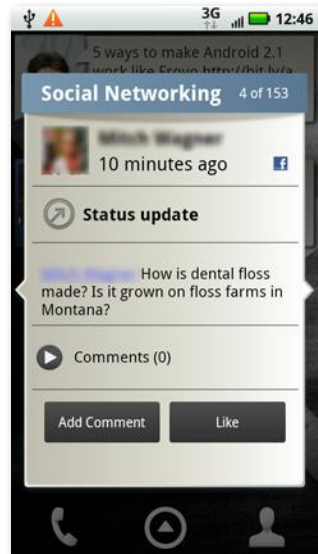 3G 12:46
5 ways to make Android 2.1
work like Froyo http://bit.ly/a
Social Networking 4 of 153
10 minutes ago f
Status update
How is dental floss
made? Is it grown on floss farms in
Montana?
Comments (0)
Add Comment Like